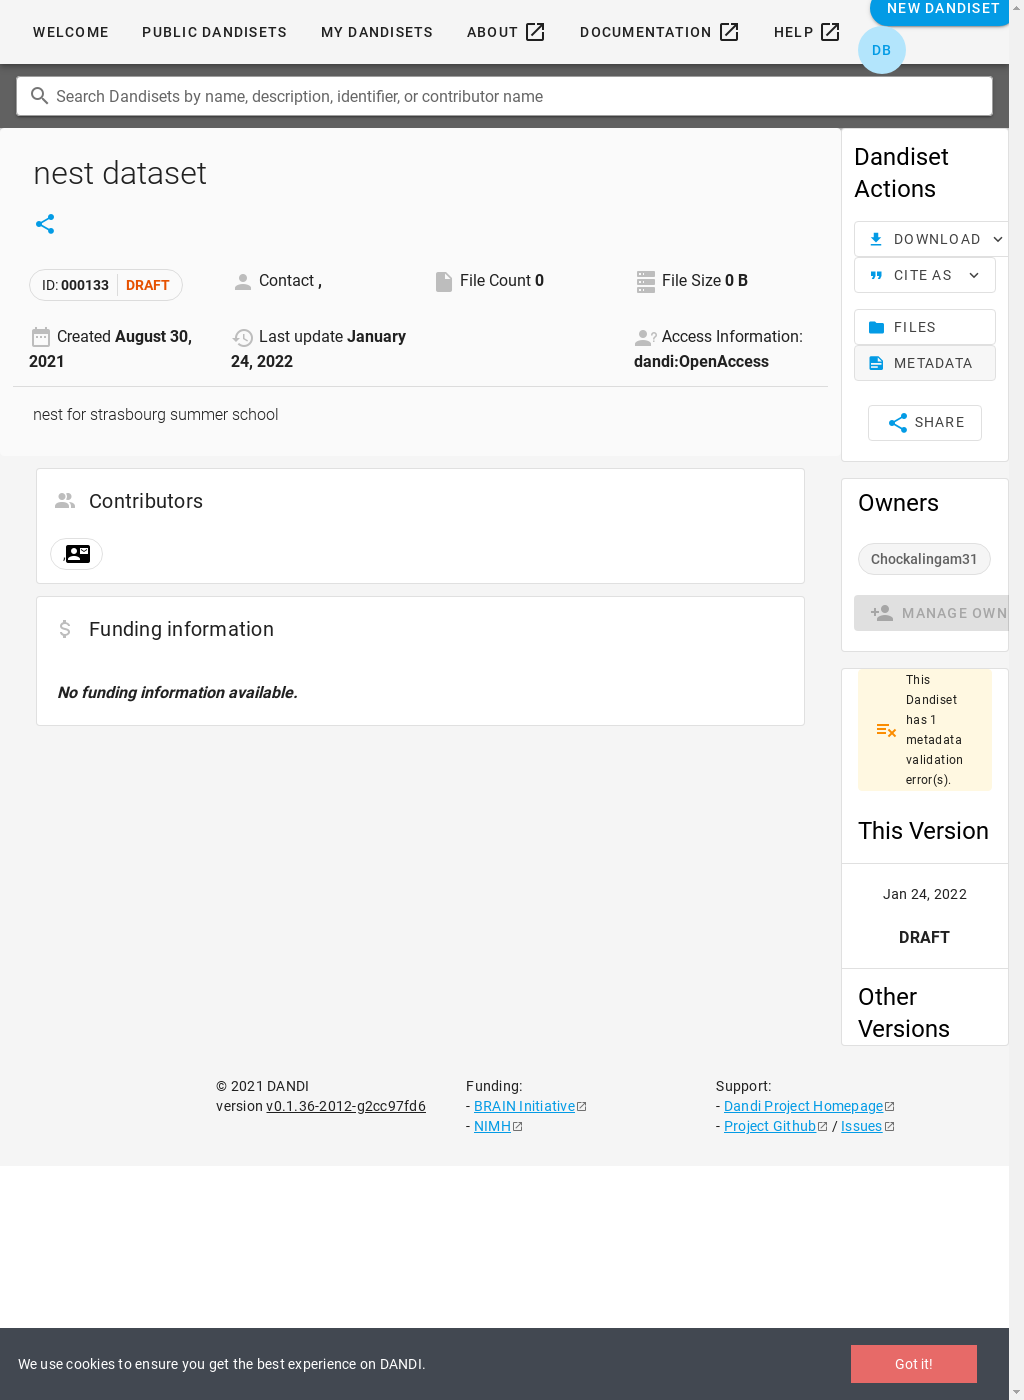 WELCOME PUBLIC DANDISETS MY DANDISETS ABOUT DOCUMENTATION HELP NEW DANDISET
DB
Search Dandisets by name, description, identifier, or contributor name
nest dataset
ID: 000133 DRAFT
Contact ,
File Count 0
File Size 0 B
Created August 30,
2021
Last update January
24, 2022
Access Information:
dandi:OpenAccess
nest for strasbourg summer school
Contributors
,
Funding information
No funding information available.
Dandiset
Actions
DOWNLOAD
CITE AS
FILES
METADATA
SHARE
Owners
Chockalingam31
MANAGE OWN
This
Dandiset
has 1
metadata
validation
error(s).
This Version
Jan 24, 2022
DRAFT
Other
Versions
© 2021 DANDI
version v0.1.36-2012-g2cc97fd6
Funding:
- BRAIN Initiative
- NIMH
Support:
- Dandi Project Homepage
- Project Github / Issues
We use cookies to ensure you get the best experience on DANDI.
Got it!